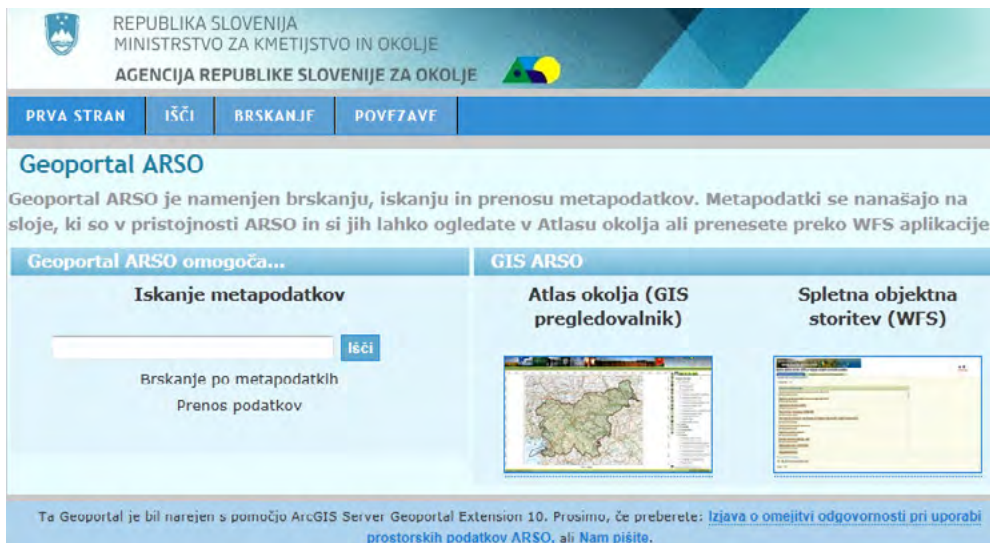 REPUBLIKA SLOVENIJA
MINISTRSTVO ZA KMETIJSTVO IN OKOLJE
AGENCIJA REPUBLIKE SLOVENIJE ZA OKOLJE
PRVA STRAN IŠČI BRSKANJE POVEZAVE
Geoportal ARSO
Geoportal ARSO je namenjen brskanju, iskanju in prenosu metapodatkov. Metapodatki se nanašajo na
sloje, ki so v pristojnosti ARSO in si jih lahko ogledate v Atlasu okolja ali prenesete preko WFS aplikacije
Geoportal ARSO omogoča...
Iskanje metapodatkov
Išči
Brskanje po metapodatkih
Prenos podatkov
GIS ARSO
Atlas okolja (GIS
pregledovalnik)
Spletna objektna
storitev (WFS)
Ta Geoportal je bil narejen s pomočjo ArcGIS Server Geoportal Extension 10. Prosimo, če preberete: Izjava o omejitvi odgovornosti pri uporabi
prostorskih podatkov ARSO, ali Nam pišite.